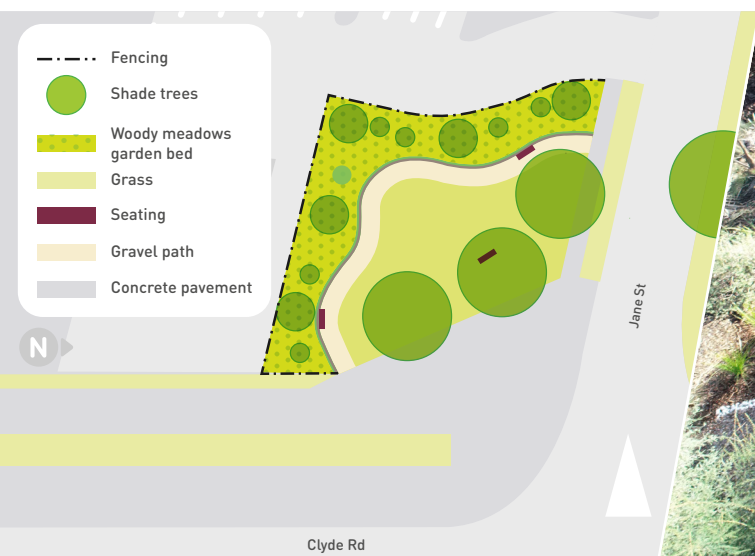 Fencing
Shade trees
Woody meadows
garden bed
Grass
Seating
Gravel path
Concrete pavement
N
Jane St
Clyde Rd